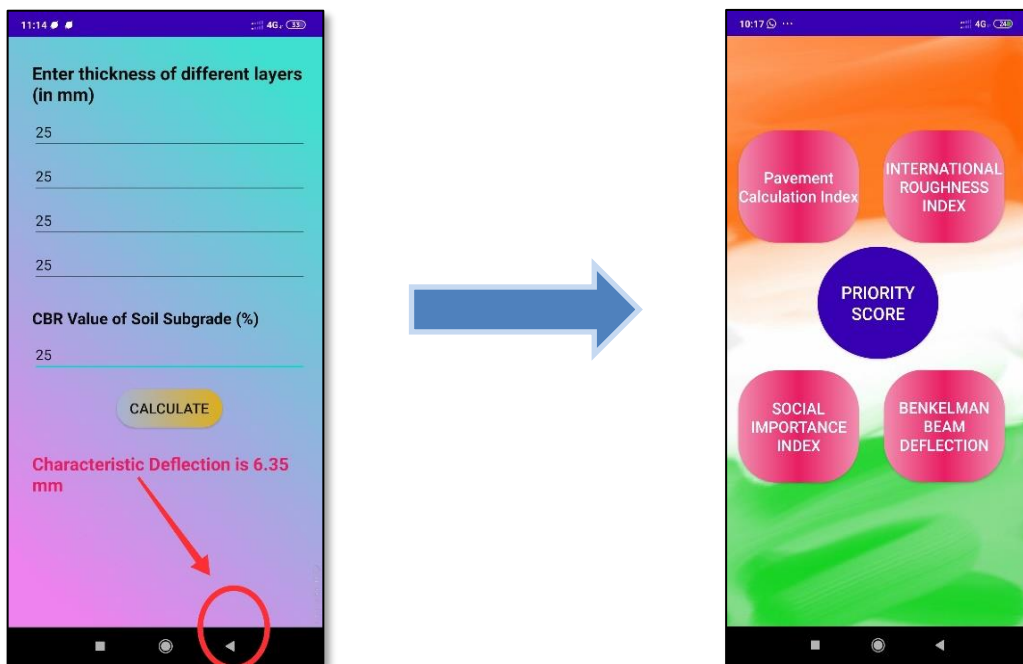 11:14 4G 33
Enter thickness of different layers
(in mm)
25
25
25
25
CBR Value of Soil Subgrade (%)
25
CALCULATE
Characteristic Deflection is 6.35
mm
10:17 ... 4G 24
Pavement
Calculation Index
INTERNATIONAL
ROUGHNESS
INDEX
PRIORITY
SCORE
SOCIAL
IMPORTANCE
INDEX
BENKELMAN
BEAM
DEFLECTION